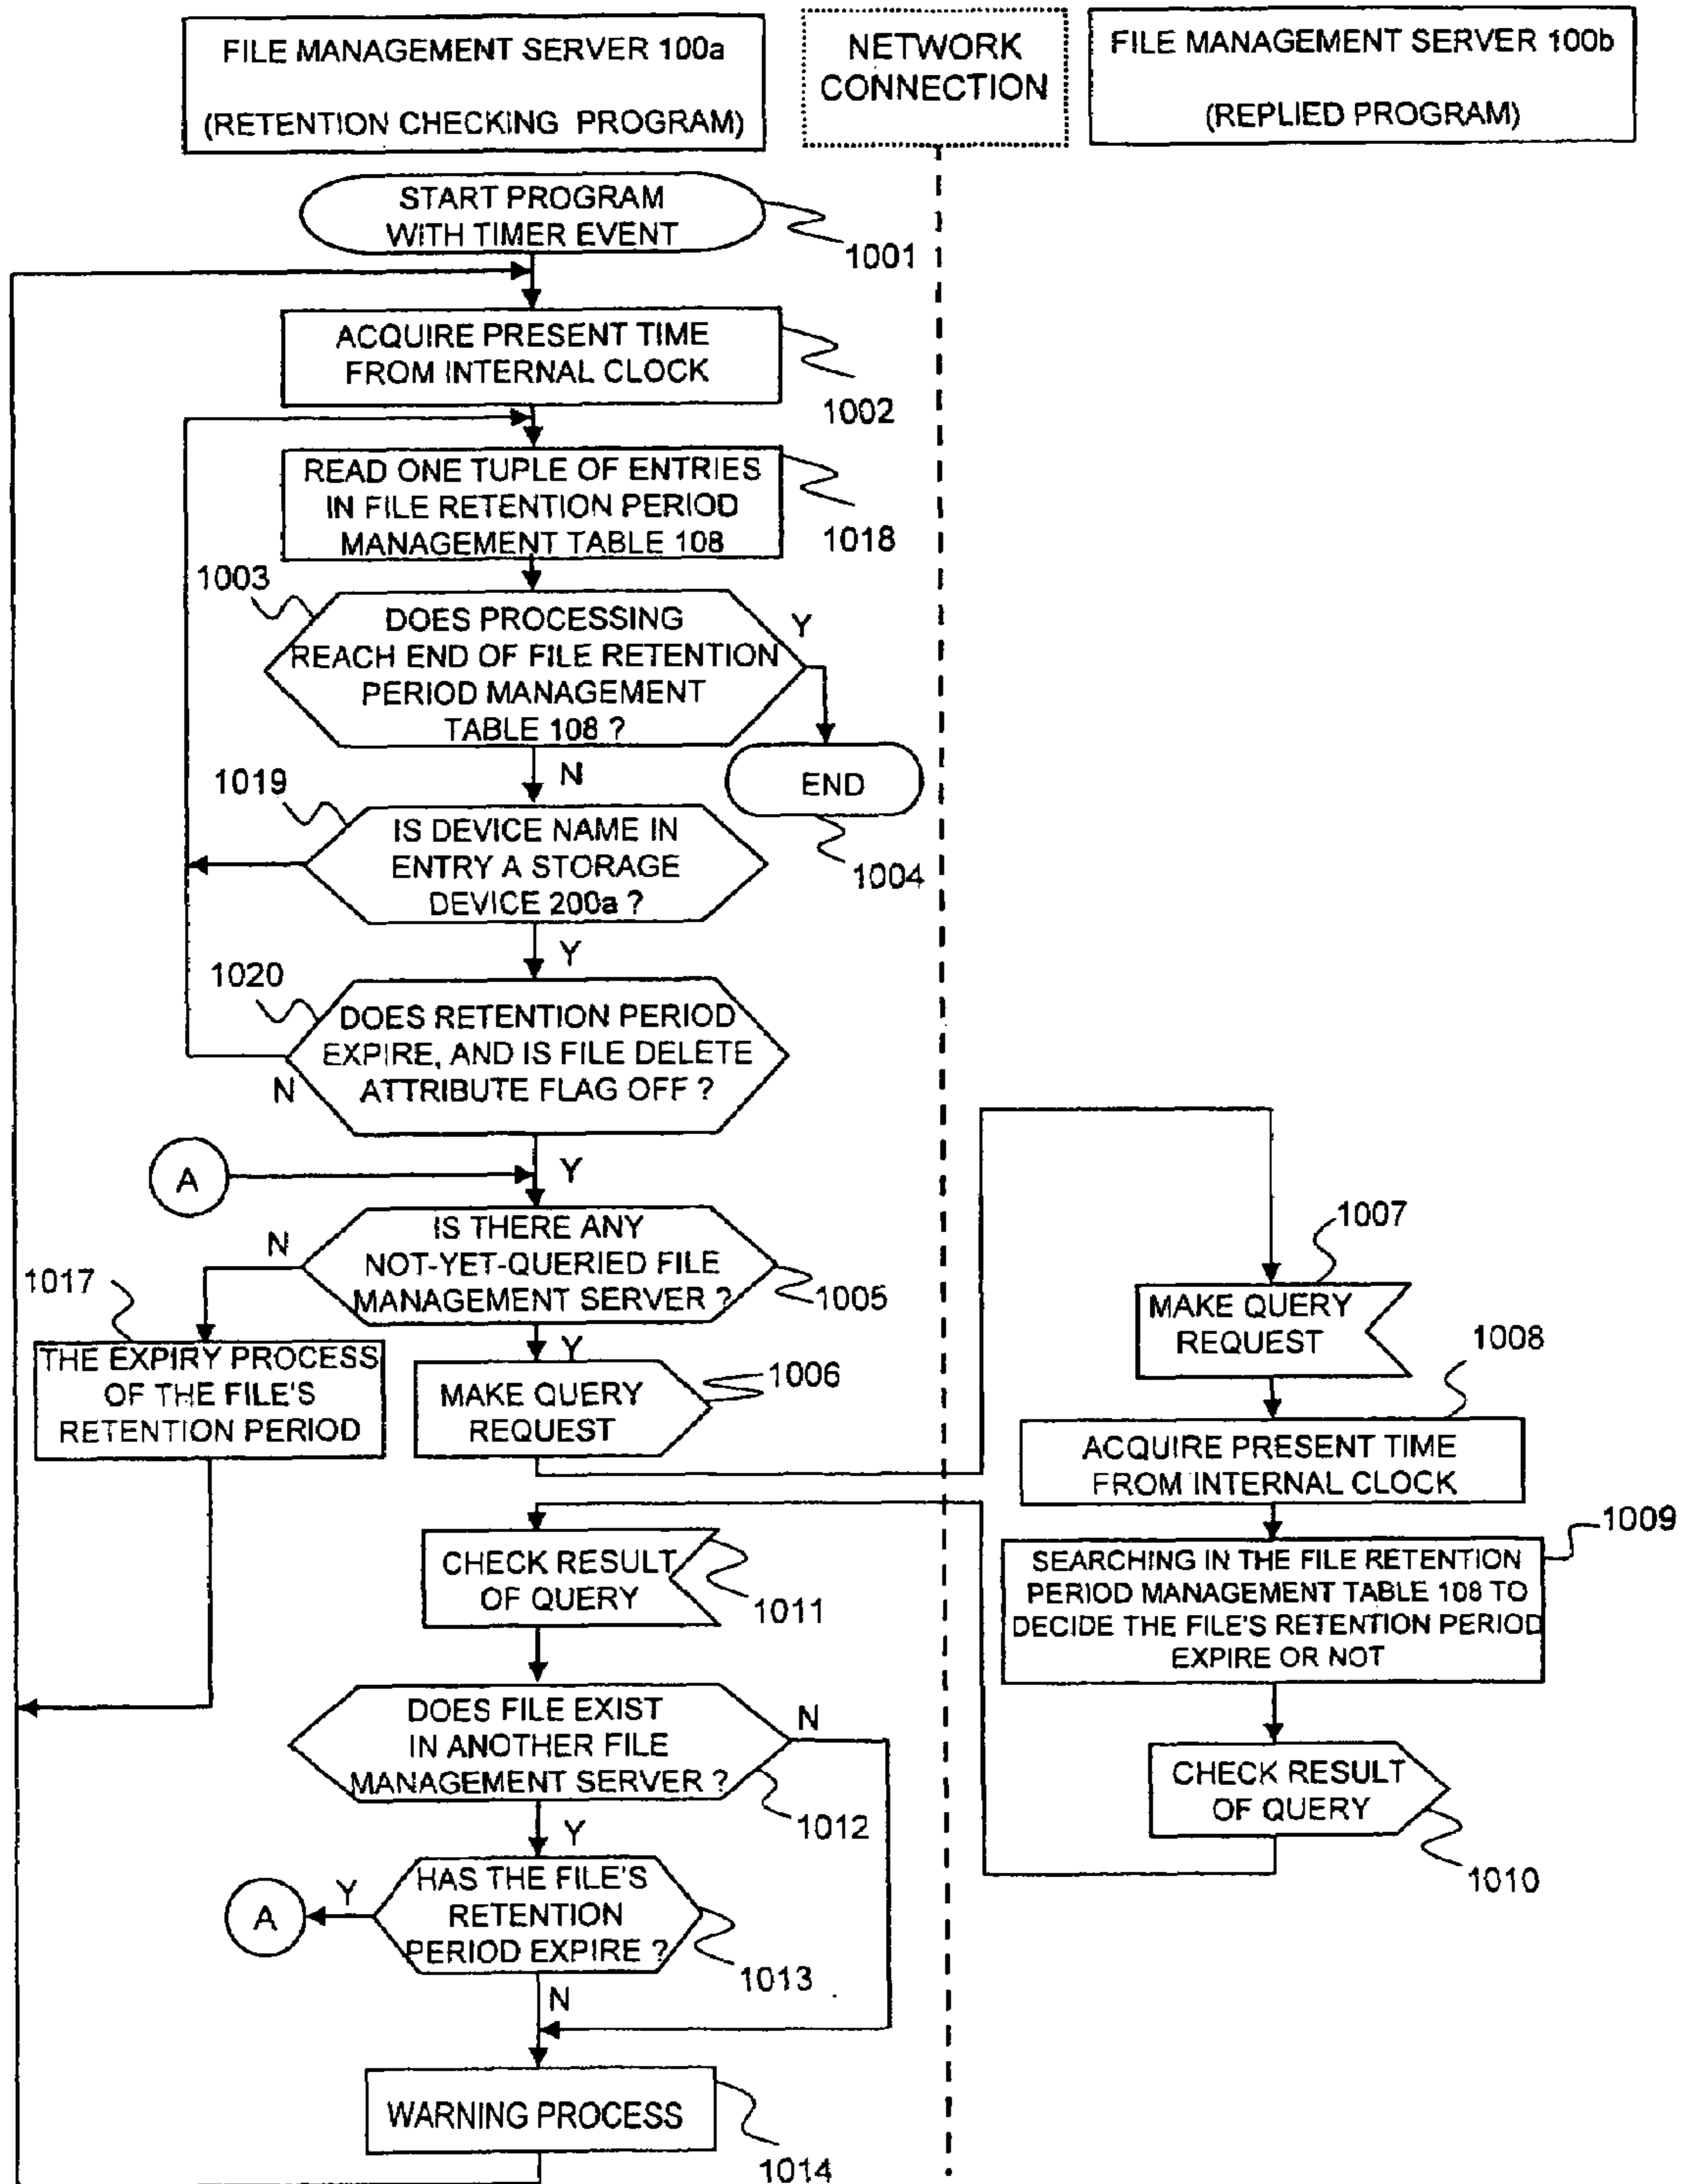 FILE MANAGEMENT SERVER 100a
(RETENTION CHECKING PROGRAM)
NETWORK
CONNECTION
FILE MANAGEMENT SERVER 100b
(REPLIED PROGRAM)
START PROGRAM
WITH TIMER EVENT
1001
ACQUIRE PRESENT TIME
FROM INTERNAL CLOCK
1002
READ ONE TUPLE OF ENTRIES
IN FILE RETENTION PERIOD
MANAGEMENT TABLE 108
1018
1003
DOES PROCESSING
REACH END OF FILE RETENTION
PERIOD MANAGEMENT
TABLE 108 ?
Y
N
END
1004
1019
IS DEVICE NAME IN
ENTRY A STORAGE
DEVICE 200a ?
Y
1020
DOES RETENTION PERIOD
EXPIRE, AND IS FILE DELETE
ATTRIBUTE FLAG OFF ?
N
Y
A
IS THERE ANY
NOT-YET-QUERIED FILE
MANAGEMENT SERVER ?
N
1005
Y
1017
THE EXPIRY PROCESS
OF THE FILE'S
RETENTION PERIOD
MAKE QUERY
REQUEST
1006
1007
MAKE QUERY
REQUEST
1008
ACQUIRE PRESENT TIME
FROM INTERNAL CLOCK
1009
SEARCHING IN THE FILE RETENTION
PERIOD MANAGEMENT TABLE 108 TO
DECIDE THE FILE'S RETENTION PERIOD
EXPIRE OR NOT
CHECK RESULT
OF QUERY
1010
CHECK RESULT
OF QUERY
1011
DOES FILE EXIST
IN ANOTHER FILE
MANAGEMENT SERVER ?
N
1012
Y
HAS THE FILE'S
RETENTION
PERIOD EXPIRE ?
Y
A
1013
N
WARNING PROCESS
1014